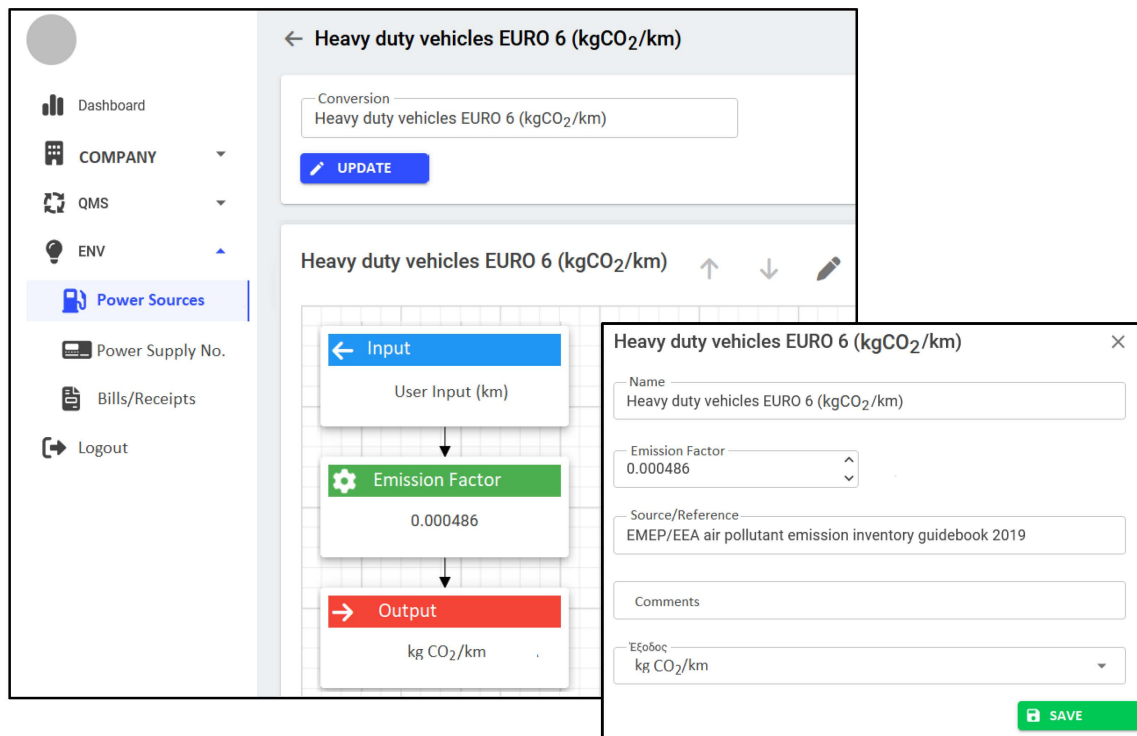 Heavy duty vehicles EURO 6 (kgCO₂/km)
Dashboard
COMPANY
QMS
ENV
Power Sources
Power Supply No.
Bills/Receipts
Logout
Conversion
Heavy duty vehicles EURO 6 (kgCO₂/km)
UPDATE
Heavy duty vehicles EURO 6 (kgCO₂/km)
Input
User Input (km)
Emission Factor
0.000486
Output
kg CO₂/km
Heavy duty vehicles EURO 6 (kgCO₂/km)
Name
Heavy duty vehicles EURO 6 (kgCO₂/km)
Emission Factor
0.000486
Source/Reference
EMEP/EEA air pollutant emission inventory guidebook 2019
Comments
Έξοδος
kg CO₂/km
SAVE